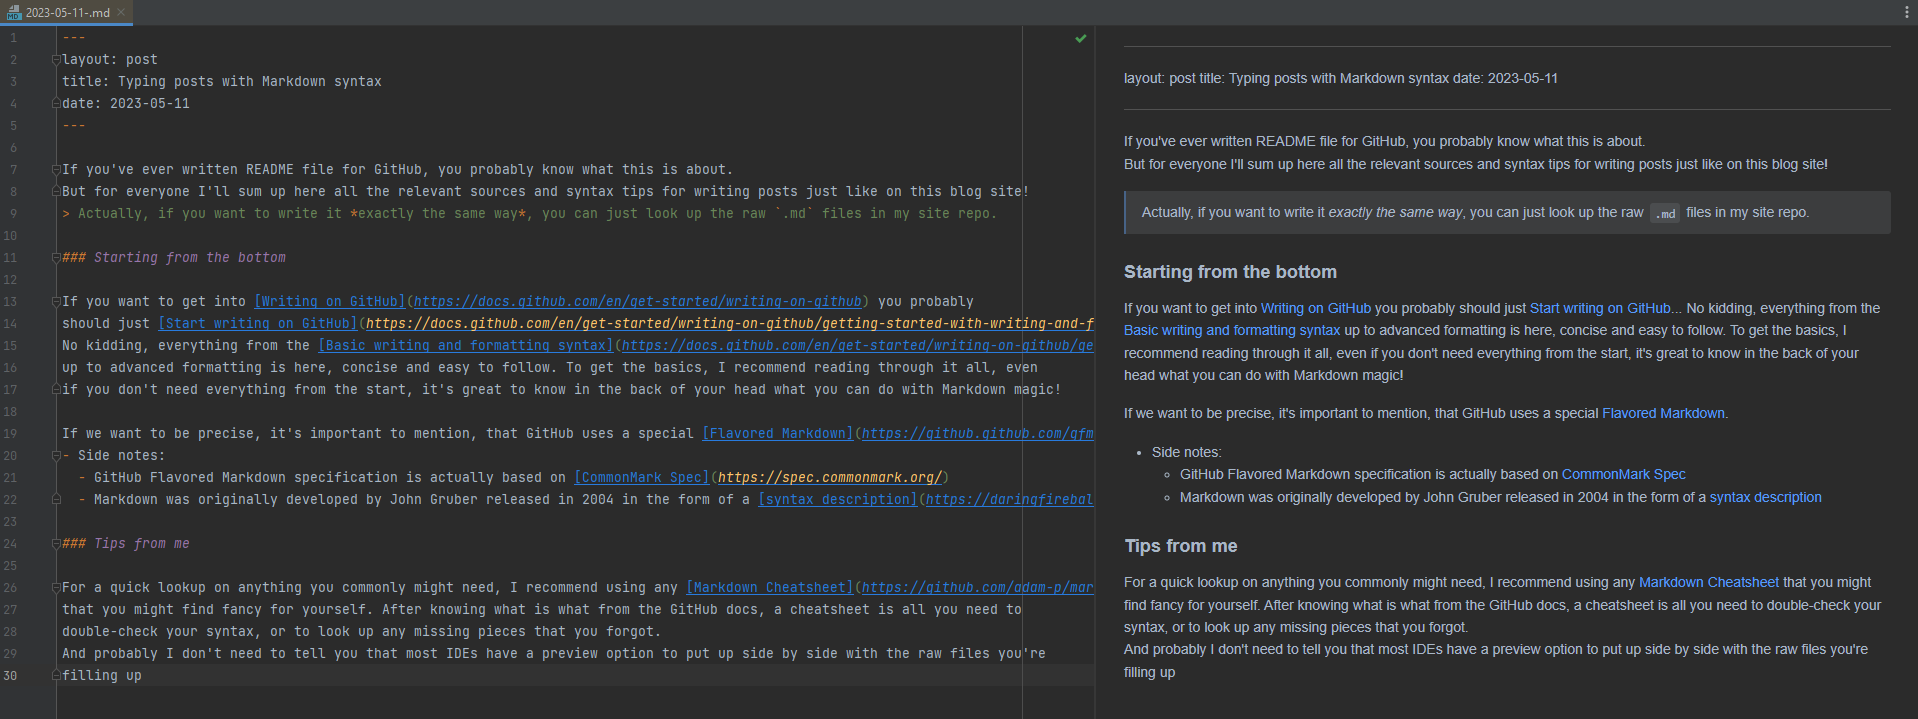 2023-05-11-.md
1 ---
2 layout: post
3 title: Typing posts with Markdown syntax
4 date: 2023-05-11
5 ---
6
7 If you've ever written README file for GitHub, you probably know what this is about.
8 But for everyone I'll sum up here all the relevant sources and syntax tips for writing posts just like on this blog site!
9 > Actually, if you want to write it *exactly the same way*, you can just look up the raw `.md` files in my site repo.
10
11 ### Starting from the bottom
12
13 If you want to get into [Writing on GitHub](https://docs.github.com/en/get-started/writing-on-github) you probably
14 should just [Start writing on GitHub](https://docs.github.com/en/get-started/writing-on-github/getting-started-with-writing-and-f
15 No kidding, everything from the [Basic writing and formatting syntax](https://docs.github.com/en/get-started/writing-on-github/ge
16 up to advanced formatting is here, concise and easy to follow. To get the basics, I recommend reading through it all, even
17 if you don't need everything from the start, it's great to know in the back of your head what you can do with Markdown magic!
18
19 If we want to be precise, it's important to mention, that GitHub uses a special [Flavored Markdown](https://github.github.com/gfm
20 - Side notes:
21 - GitHub Flavored Markdown specification is actually based on [CommonMark Spec](https://spec.commonmark.org/)
22 - Markdown was originally developed by John Gruber released in 2004 in the form of a [syntax description](https://daringfirebal
23
24 ### Tips from me
25
26 For a quick lookup on anything you commonly might need, I recommend using any [Markdown Cheatsheet](https://github.com/adam-p/mar
27 that you might find fancy for yourself. After knowing what is what from the GitHub docs, a cheatsheet is all you need to
28 double-check your syntax, or to look up any missing pieces that you forgot.
29 And probably I don't need to tell you that most IDEs have a preview option to put up side by side with the raw files you're
30 filling up
layout: post title: Typing posts with Markdown syntax date: 2023-05-11
If you've ever written README file for GitHub, you probably know what this is about.
But for everyone I'll sum up here all the relevant sources and syntax tips for writing posts just like on this blog site!
Actually, if you want to write it exactly the same way, you can just look up the raw .md files in my site repo.
Starting from the bottom
If you want to get into Writing on GitHub you probably should just Start writing on GitHub... No kidding, everything from the
Basic writing and formatting syntax up to advanced formatting is here, concise and easy to follow. To get the basics, I
recommend reading through it all, even if you don't need everything from the start, it's great to know in the back of your
head what you can do with Markdown magic!
If we want to be precise, it's important to mention, that GitHub uses a special Flavored Markdown.
• Side notes:
◦ GitHub Flavored Markdown specification is actually based on CommonMark Spec
◦ Markdown was originally developed by John Gruber released in 2004 in the form of a syntax description
Tips from me
For a quick lookup on anything you commonly might need, I recommend using any Markdown Cheatsheet that you might
find fancy for yourself. After knowing what is what from the GitHub docs, a cheatsheet is all you need to double-check your
syntax, or to look up any missing pieces that you forgot.
And probably I don't need to tell you that most IDEs have a preview option to put up side by side with the raw files you're
filling up